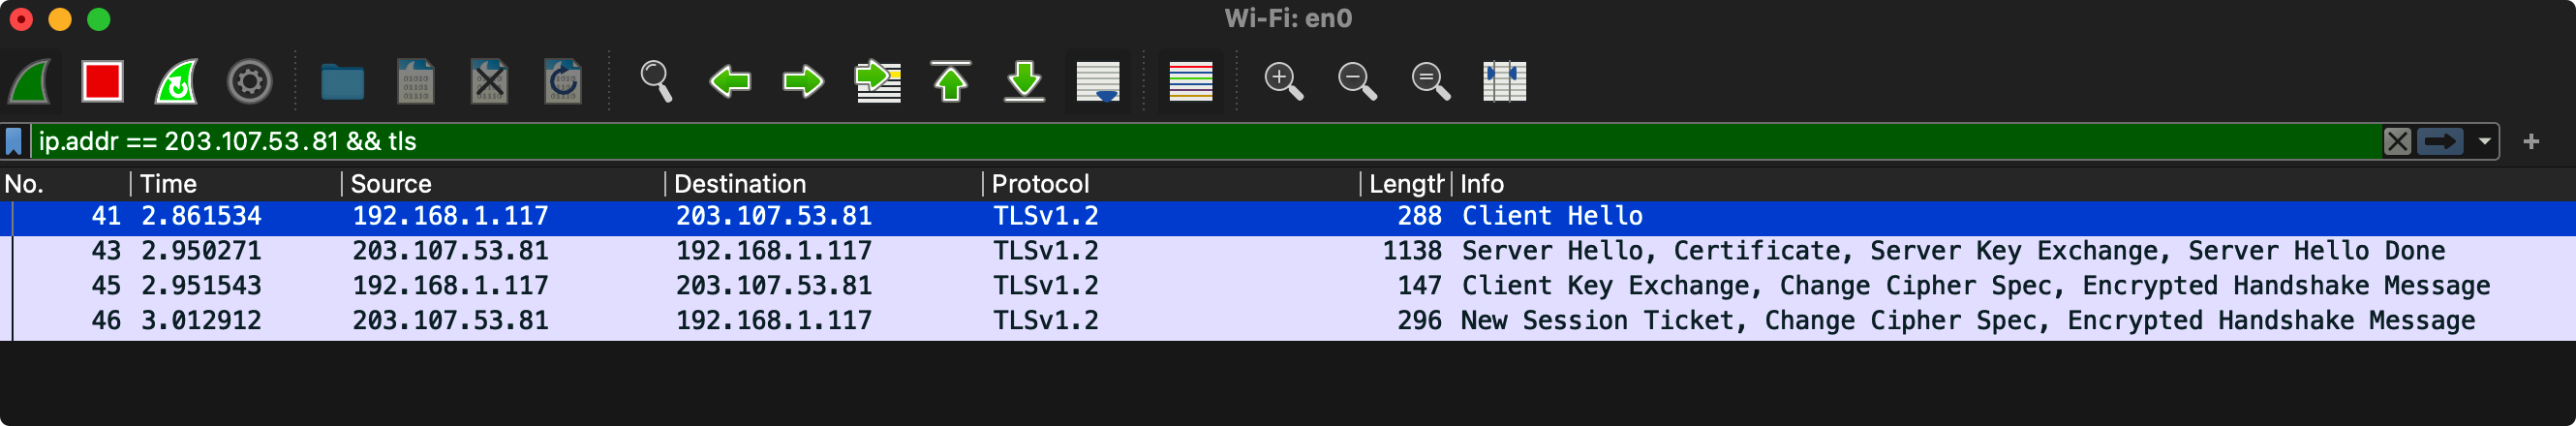 Wi-Fi: en0
ip.addr == 203.107.53.81 && tls
No. Time Source Destination Protocol Length Info
41 2.861534 192.168.1.117 203.107.53.81 TLSv1.2 288 Client Hello
43 2.950271 203.107.53.81 192.168.1.117 TLSv1.2 1138 Server Hello, Certificate, Server Key Exchange, Server Hello Done
45 2.951543 192.168.1.117 203.107.53.81 TLSv1.2 147 Client Key Exchange, Change Cipher Spec, Encrypted Handshake Message
46 3.012912 203.107.53.81 192.168.1.117 TLSv1.2 296 New Session Ticket, Change Cipher Spec, Encrypted Handshake Message